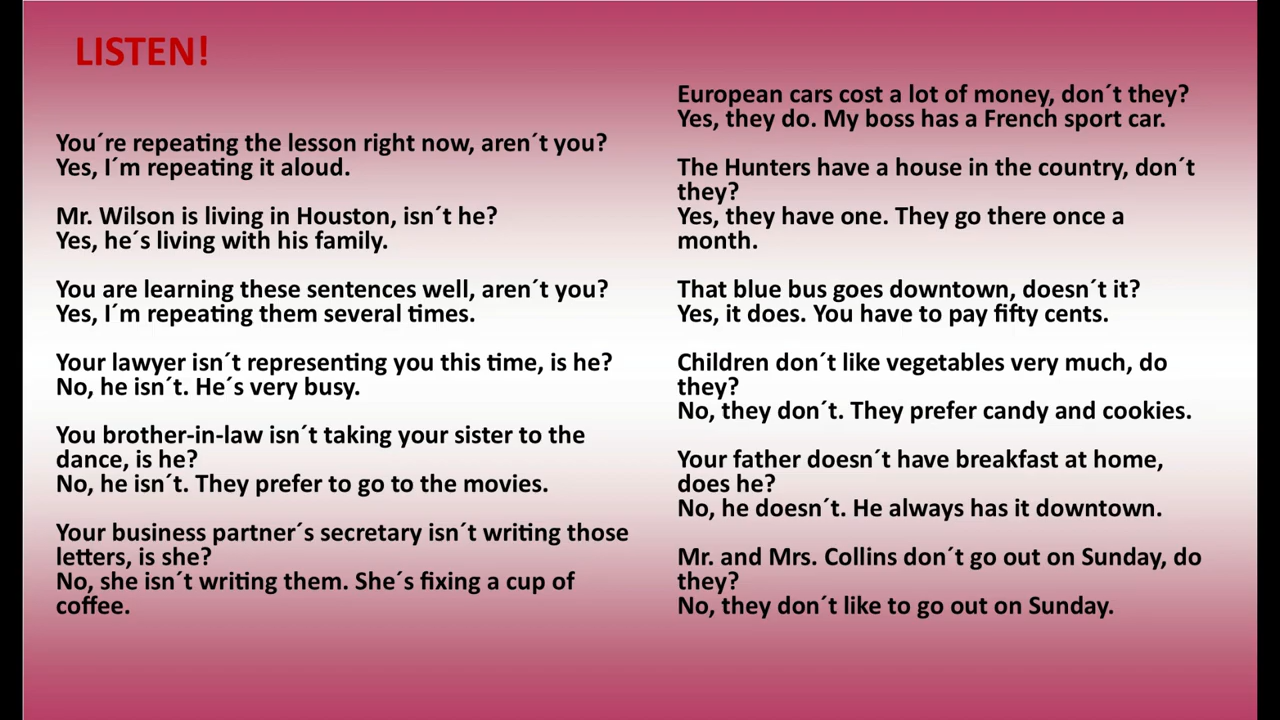 LISTEN!
You´re repeating the lesson right now, aren´t you?
Yes, I´m repeating it aloud.
Mr. Wilson is living in Houston, isn´t he?
Yes, he´s living with his family.
You are learning these sentences well, aren´t you?
Yes, I´m repeating them several times.
Your lawyer isn´t representing you this time, is he?
No, he isn´t. He´s very busy.
You brother-in-law isn´t taking your sister to the
dance, is he?
No, he isn´t. They prefer to go to the movies.
Your business partner´s secretary isn´t writing those
letters, is she?
No, she isn´t writing them. She´s fixing a cup of
coffee.
European cars cost a lot of money, don´t they?
Yes, they do. My boss has a French sport car.
The Hunters have a house in the country, don´t
they?
Yes, they have one. They go there once a
month.
That blue bus goes downtown, doesn´t it?
Yes, it does. You have to pay fifty cents.
Children don´t like vegetables very much, do
they?
No, they don´t. They prefer candy and cookies.
Your father doesn´t have breakfast at home,
does he?
No, he doesn´t. He always has it downtown.
Mr. and Mrs. Collins don´t go out on Sunday, do
they?
No, they don´t like to go out on Sunday.